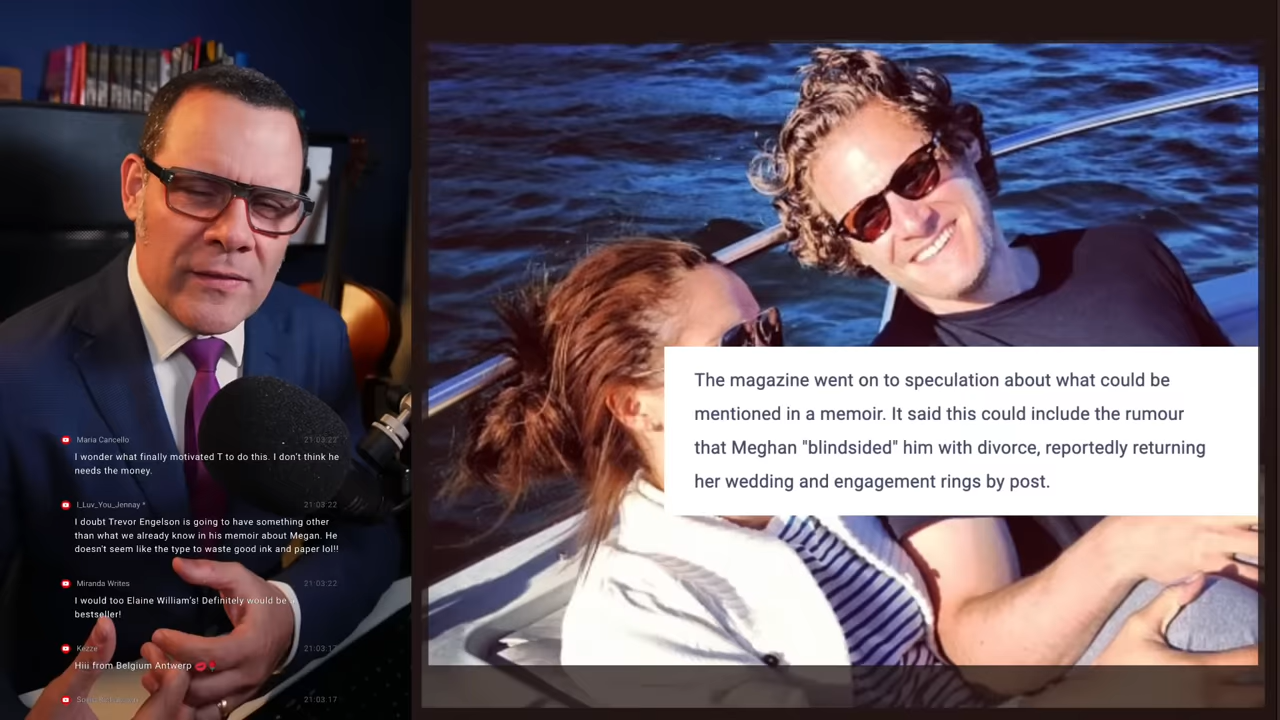 Maria Cancello 21:03:22
I wonder what finally motivated T to do this. I don't think he
needs the money.
I_Luv_You_Jennay * 21:03:22
I doubt Trevor Engelson is going to have something other
than what we already know in his memoir about Megan. He
doesn't seem like the type to waste good ink and paper lol!!
Miranda Writes 21:03:22
I would too Elaine William's! Definitely would be a
bestseller!
Kezze 21:03:17
Hiii from Belgium Antwerp 💋🌹
21:03:17
The magazine went on to speculation about what could be
mentioned in a memoir. It said this could include the rumour
that Meghan "blindsided" him with divorce, reportedly returning
her wedding and engagement rings by post.